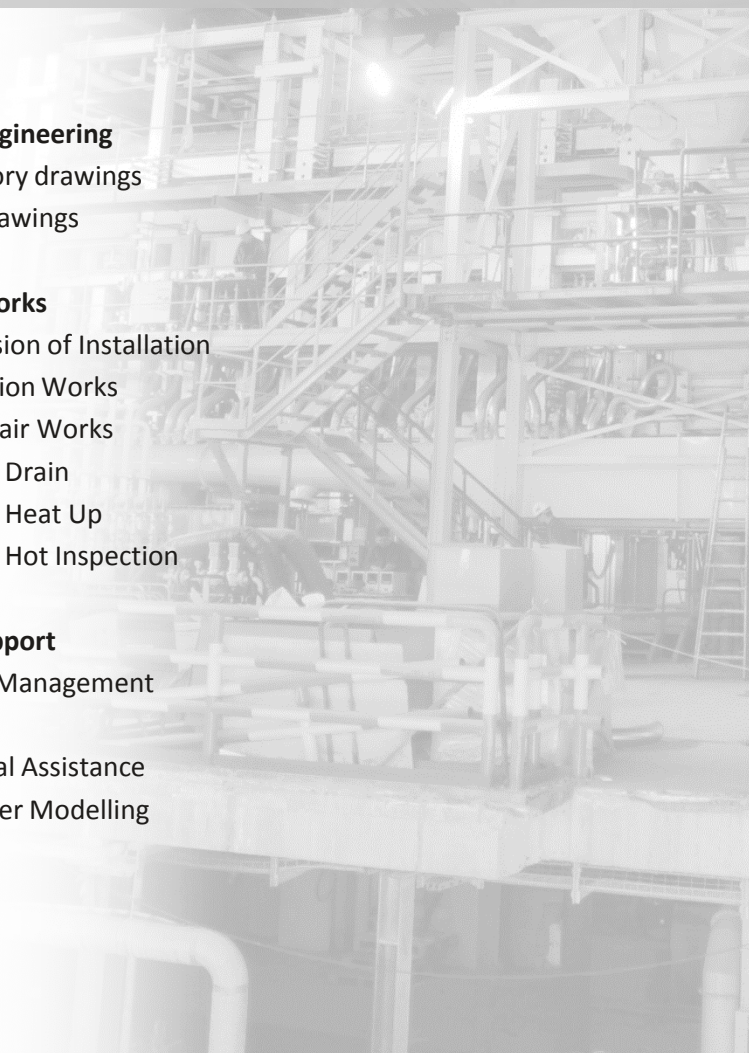 gineering
ory drawings
awings
orks
sion of Installation
ion Works
air Works
Drain
Heat Up
Hot Inspection
pport
Management
al Assistance
er Modelling